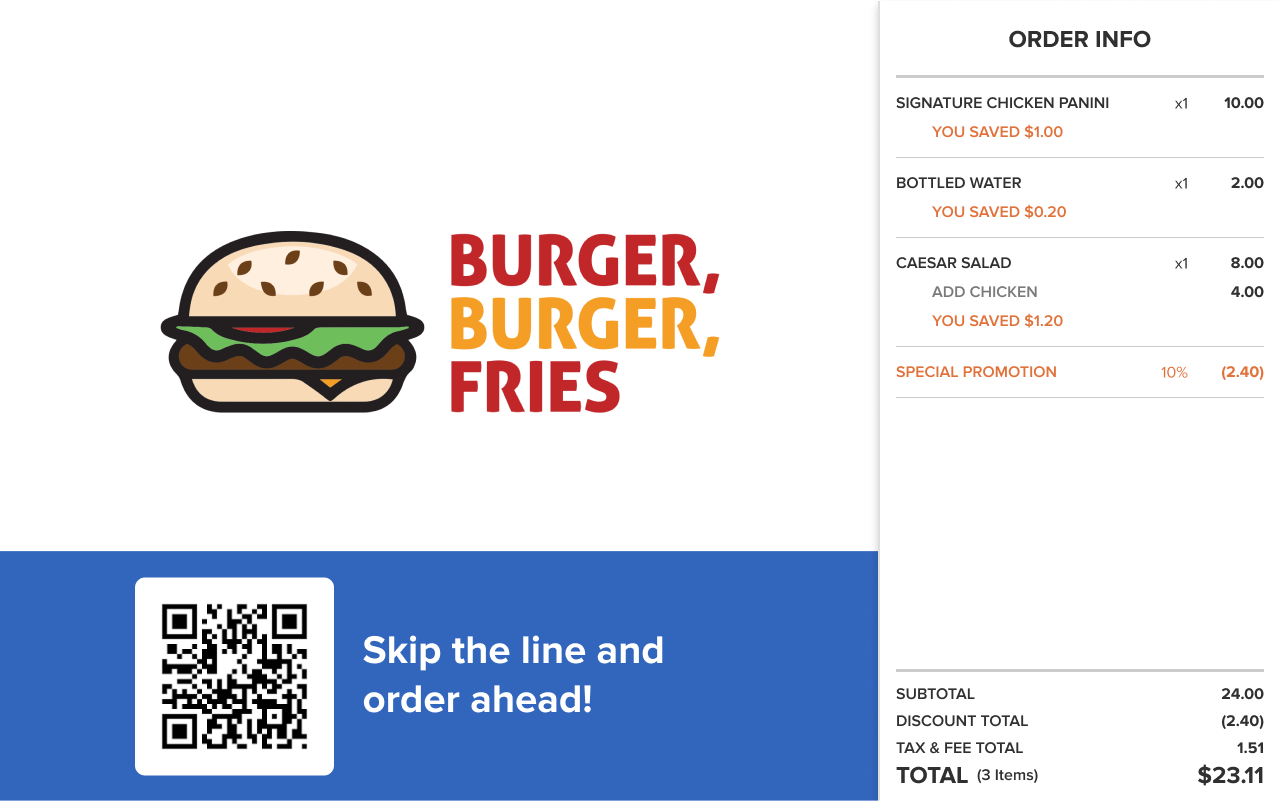 BURGER,
BURGER,
FRIES
Skip the line and
order ahead!
ORDER INFO
SIGNATURE CHICKEN PANINI x1 10.00
YOU SAVED $1.00
BOTTLED WATER x1 2.00
YOU SAVED $0.20
CAESAR SALAD x1 8.00
ADD CHICKEN 4.00
YOU SAVED $1.20
SPECIAL PROMOTION 10% (2.40)
SUBTOTAL 24.00
DISCOUNT TOTAL (2.40)
TAX & FEE TOTAL 1.51
TOTAL (3 Items) $23.11